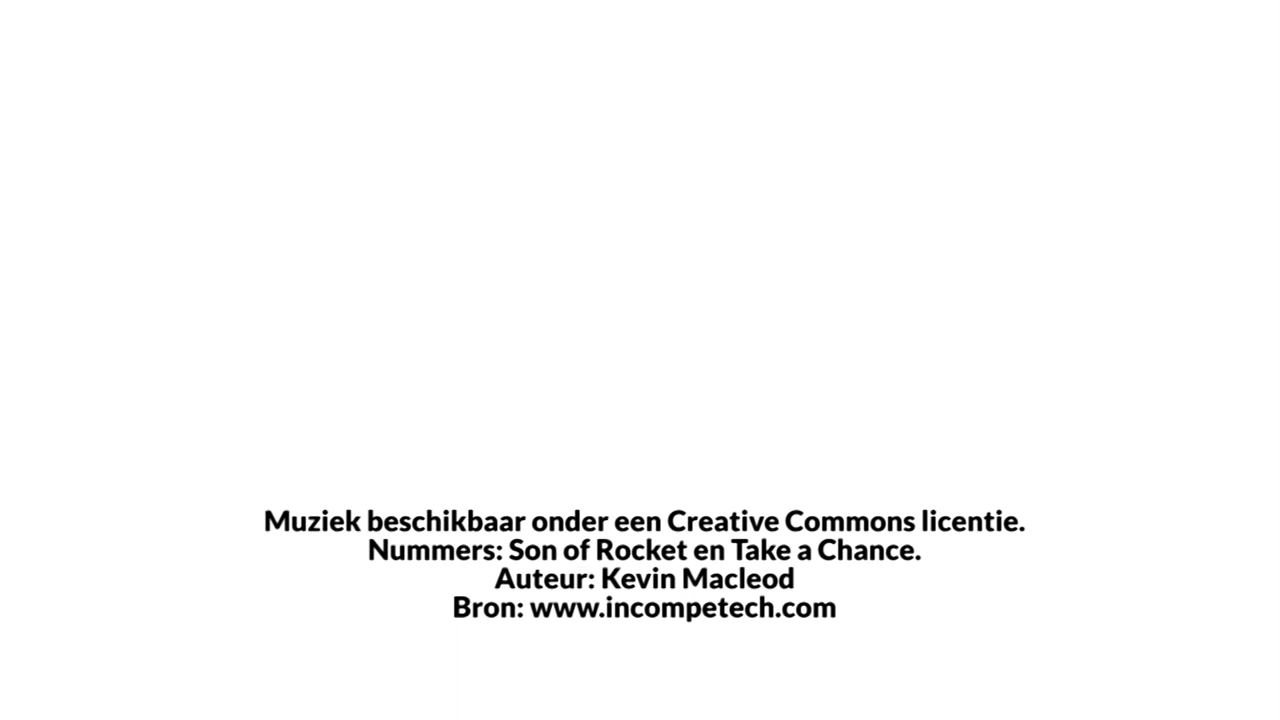 Muziek beschikbaar onder een Creative Commons licentie.
Nummers: Son of Rocket en Take a Chance.
Auteur: Kevin Macleod
Bron: www.incompetech.com